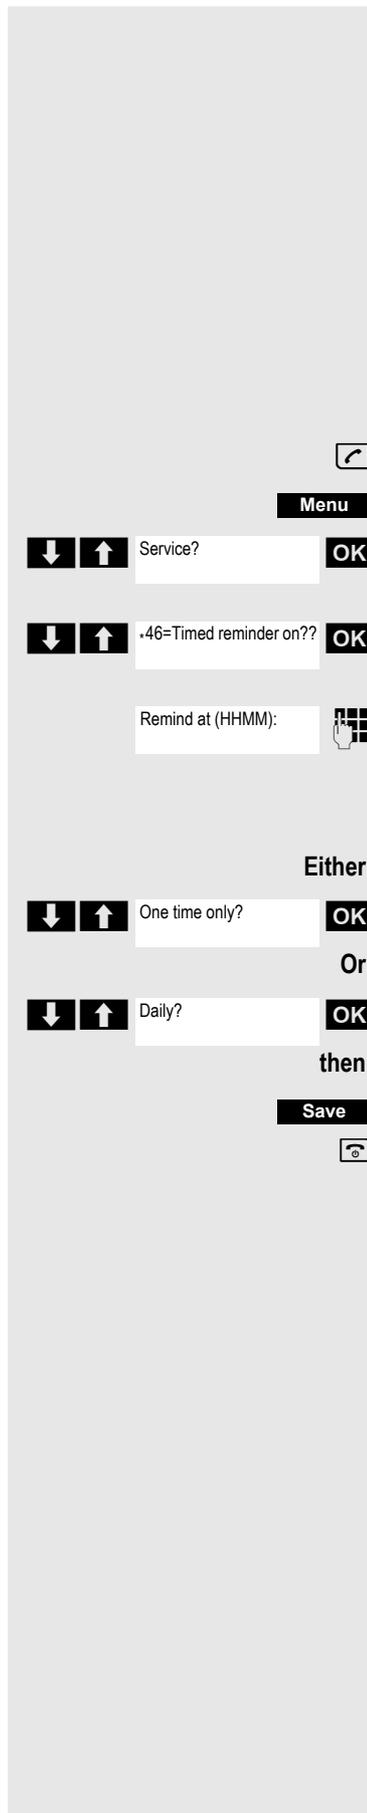 Menu
Service? OK
*46=Timed reminder on?? OK
Remind at (HHMM):
Either
One time only? OK
Or
Daily? OK
then
Save